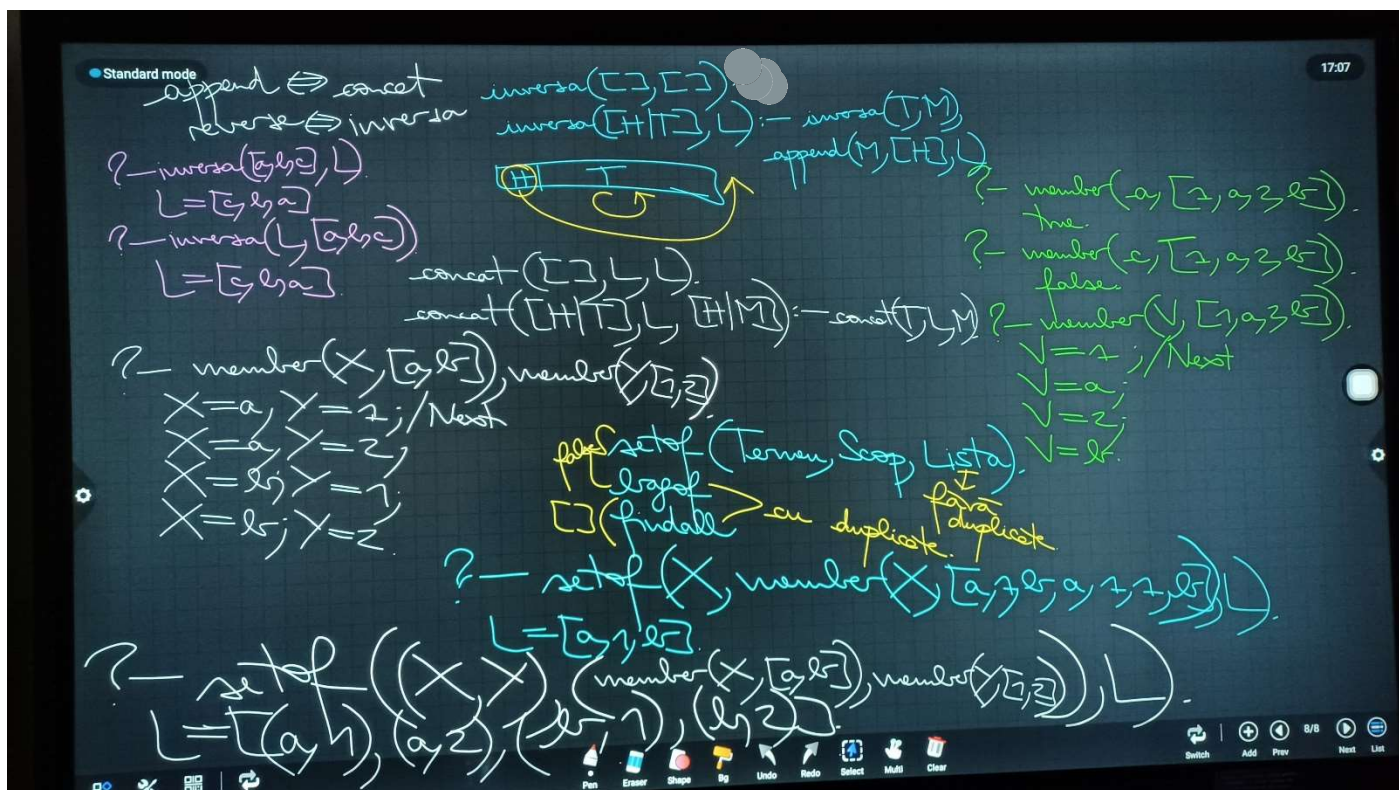 Standard mode
17:07
append ⇔ concat
reverse ⇔ inversa
inversa([],[]).
inversa([H|T],L):- inversa(T,M),
append(M,[H],L)
H T
?- inversa([a,b,c],L)
L=[c,b,a]
?- inversa(L,[a,b,c])
L=[c,b,a].
concat([],L,L).
concat([H|T],L,[H|M]):- concat(T,L,M)
?- member(a,[1,a,2,b]).
true.
?- member(c,[1,a,2,b]).
false.
?- member(V,[1,a,2,b]).
V=1 ; /Next
V=a;
V=2;
V=b.
?- member(X,[a,b]), member(Y,[1,2])
X=a, Y=1; /Next
X=a, Y=2;
X=b, Y=1;
X=b; Y=2.
false setof(Termen, Scop, Lista).
bagof
[] findall
cu duplicate.
fara duplicate.
?- setof(X, member(X,[a,1,b,a,1,1,b]),L).
L=[a,1,b].
?- setof((X,Y),(member(X,[a,b]), member(Y,[1,2])),L).
L=[(a,1),(a,2),(b,1),(b,2)].
Pen Eraser Shape Bg Undo Redo Select Multi Clear
Switch Add Prev 8/8 Next List